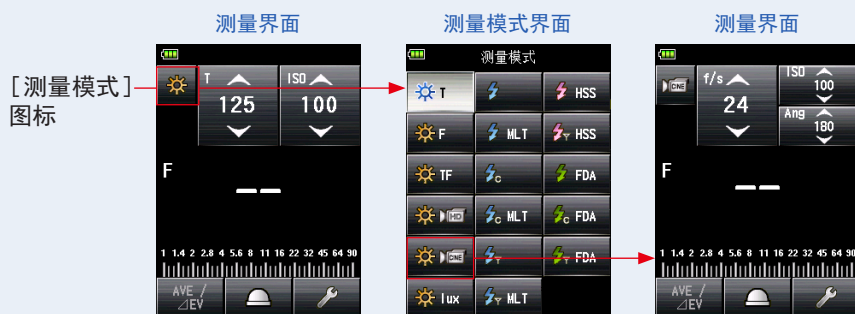 测量界面
测量模式界面
测量界面
[测量模式]
图标
T
125
ISO
100
F
1 1.4 2 2.8 4 5.6 8 11 16 22 32 45 64 90
AVE /
⊿EV
测量模式
T
HSS
F
MLT
Y HSS
TF
C
FDA
HD
C MLT
C FDA
CNE
Y
Y FDA
lux
Y MLT
CNE
f/s
24
ISO
100
Ang
180
F
1 1.4 2 2.8 4 5.6 8 11 16 22 32 45 64 90
AVE /
⊿EV